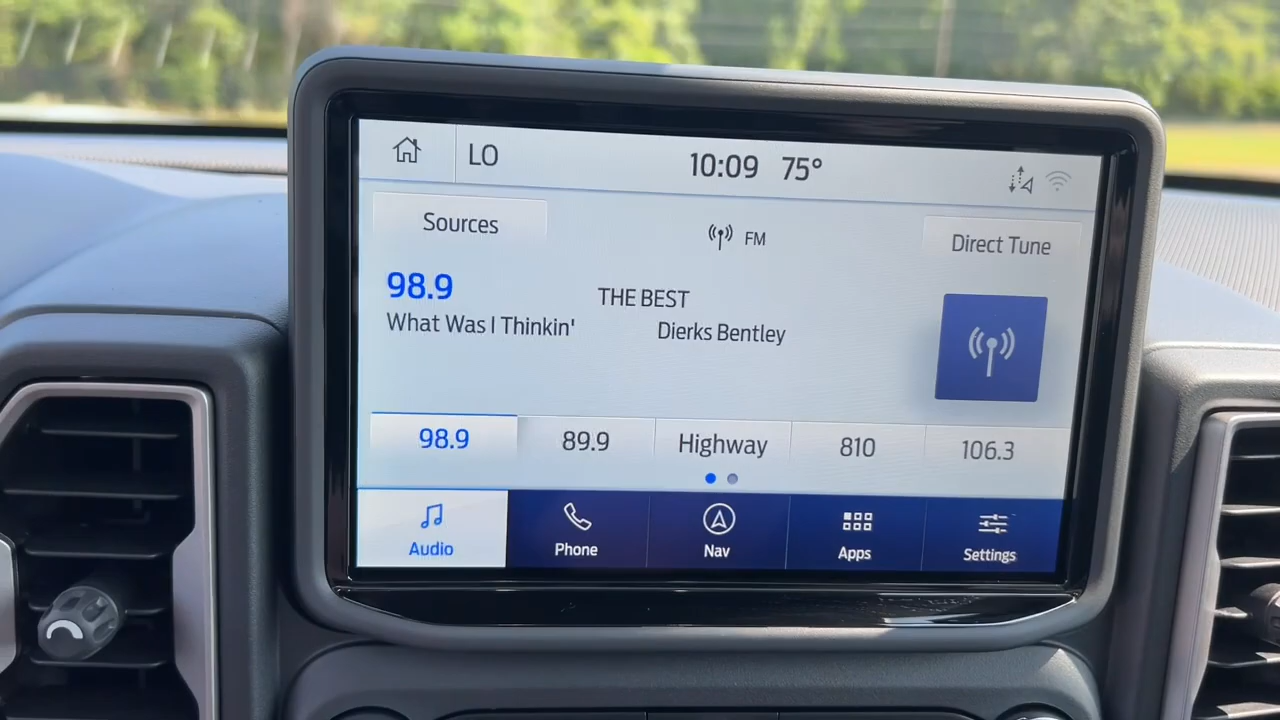 LO
10:09 75°
Sources
FM
Direct Tune
98.9
THE BEST
What Was I Thinkin'
Dierks Bentley
98.9 89.9 Highway 810 106.3
Audio Phone Nav Apps Settings